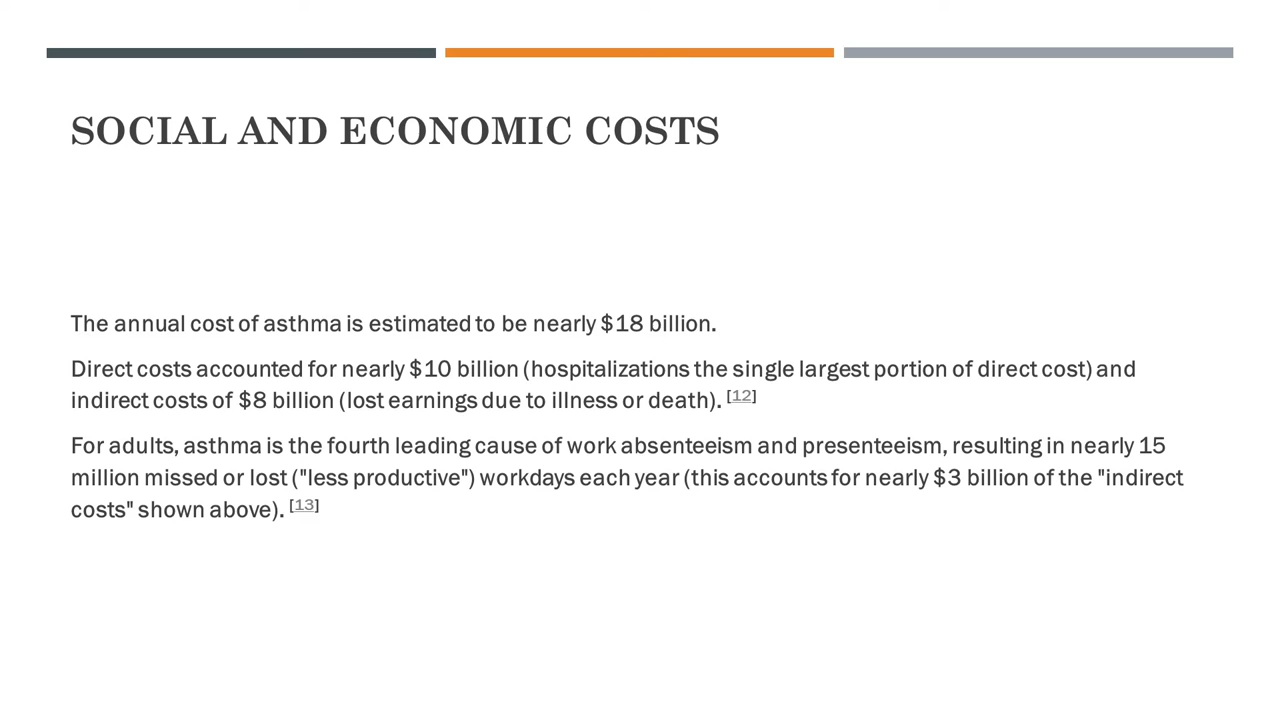 SOCIAL AND ECONOMIC COSTS
The annual cost of asthma is estimated to be nearly $18 billion.
Direct costs accounted for nearly $10 billion (hospitalizations the single largest portion of direct cost) and
indirect costs of $8 billion (lost earnings due to illness or death). [12]
For adults, asthma is the fourth leading cause of work absenteeism and presenteeism, resulting in nearly 15
million missed or lost ("less productive") workdays each year (this accounts for nearly $3 billion of the "indirect
costs" shown above). [13]